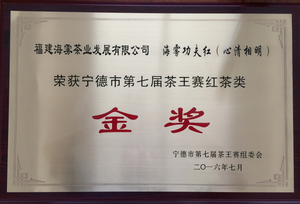 福建海雾茶业发展有限公司 海雾功夫红（心清相明）
荣获宁德市第七届茶王赛红茶类
金奖
宁德市第七届茶王赛组委会
二〇一六年七月